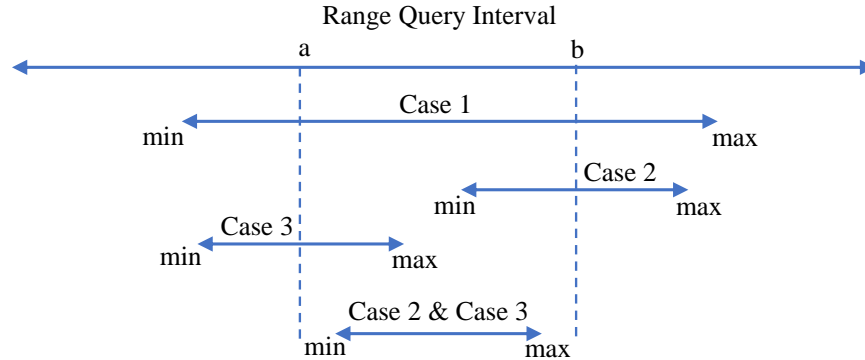 Range Query Interval
a b
Case 1
min max
Case 2
min max
Case 3
min max
Case 2 & Case 3
min max